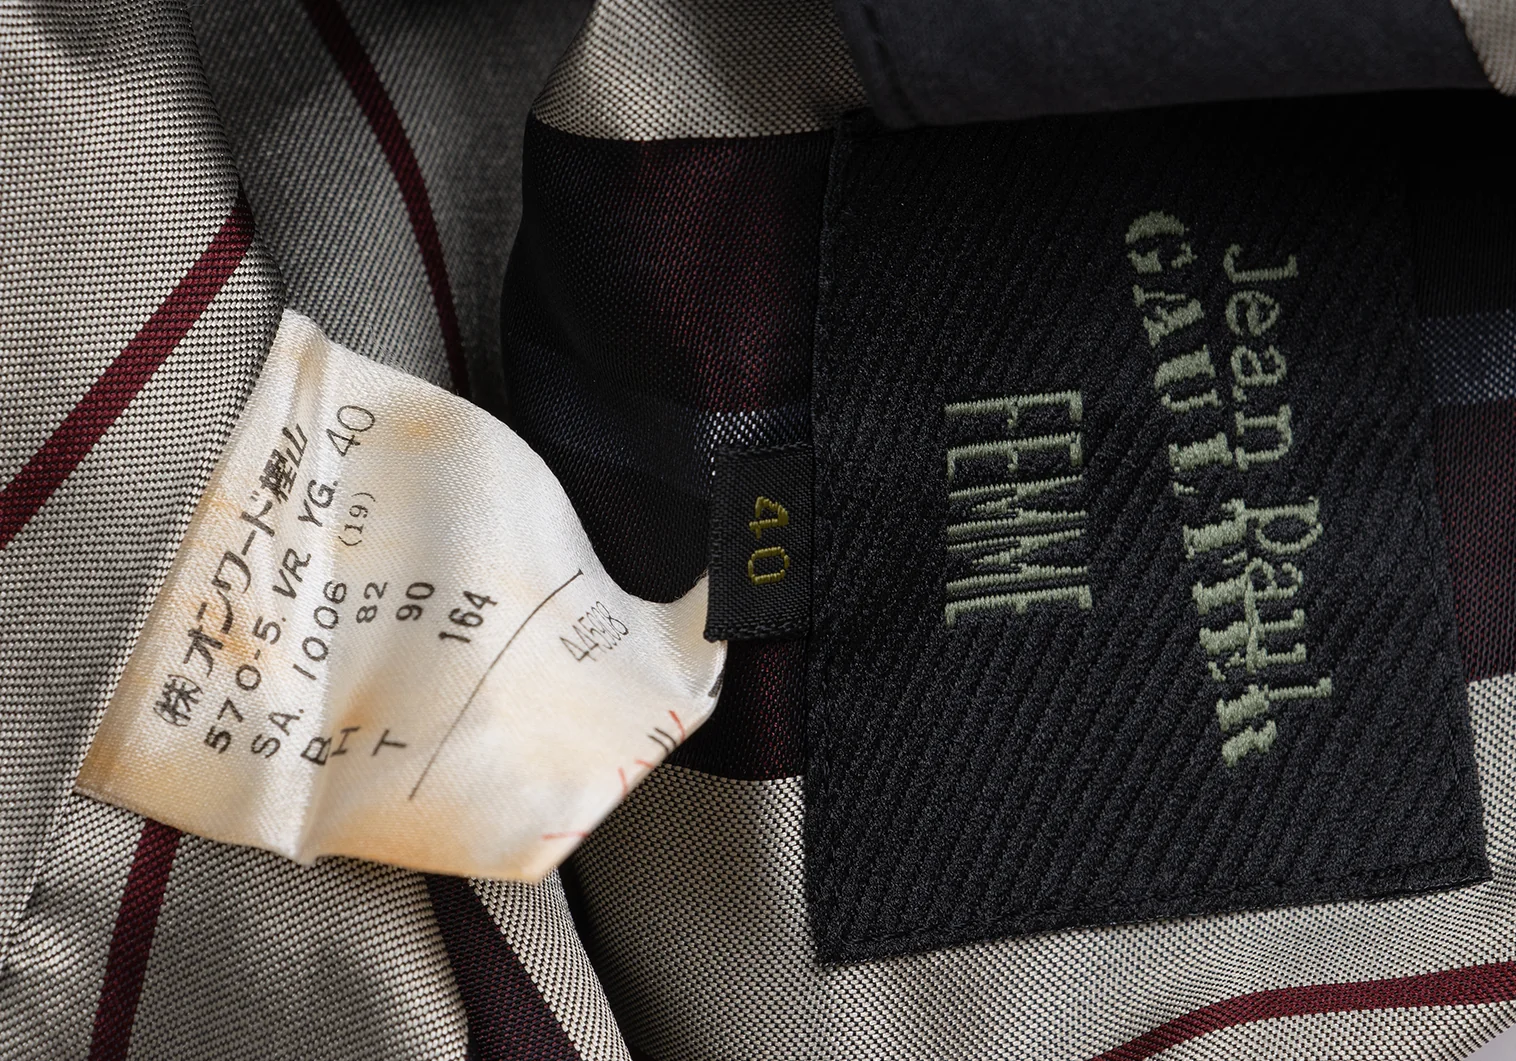 (株)オンワード樫山
570-5. VR YG. 40
SA. 1006 (19)
B 82
H 90
T 164
44598
40
Jean Paul
GAULTIER
FEMME